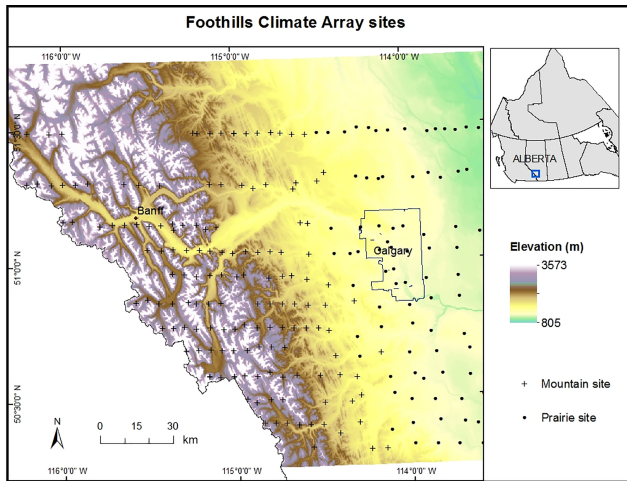 Foothills Climate Array sites
116°0'0" W
115°0'0" W
114°0'0" W
51°30' N
51°0'0" N
50°30' N
Banff
Calgary
N
0 15 30
km
116°0'0" W
115°0'0" W
114°0'0" W
ALBERTA
Elevation (m)
3573
805
Mountain site
Prairie site